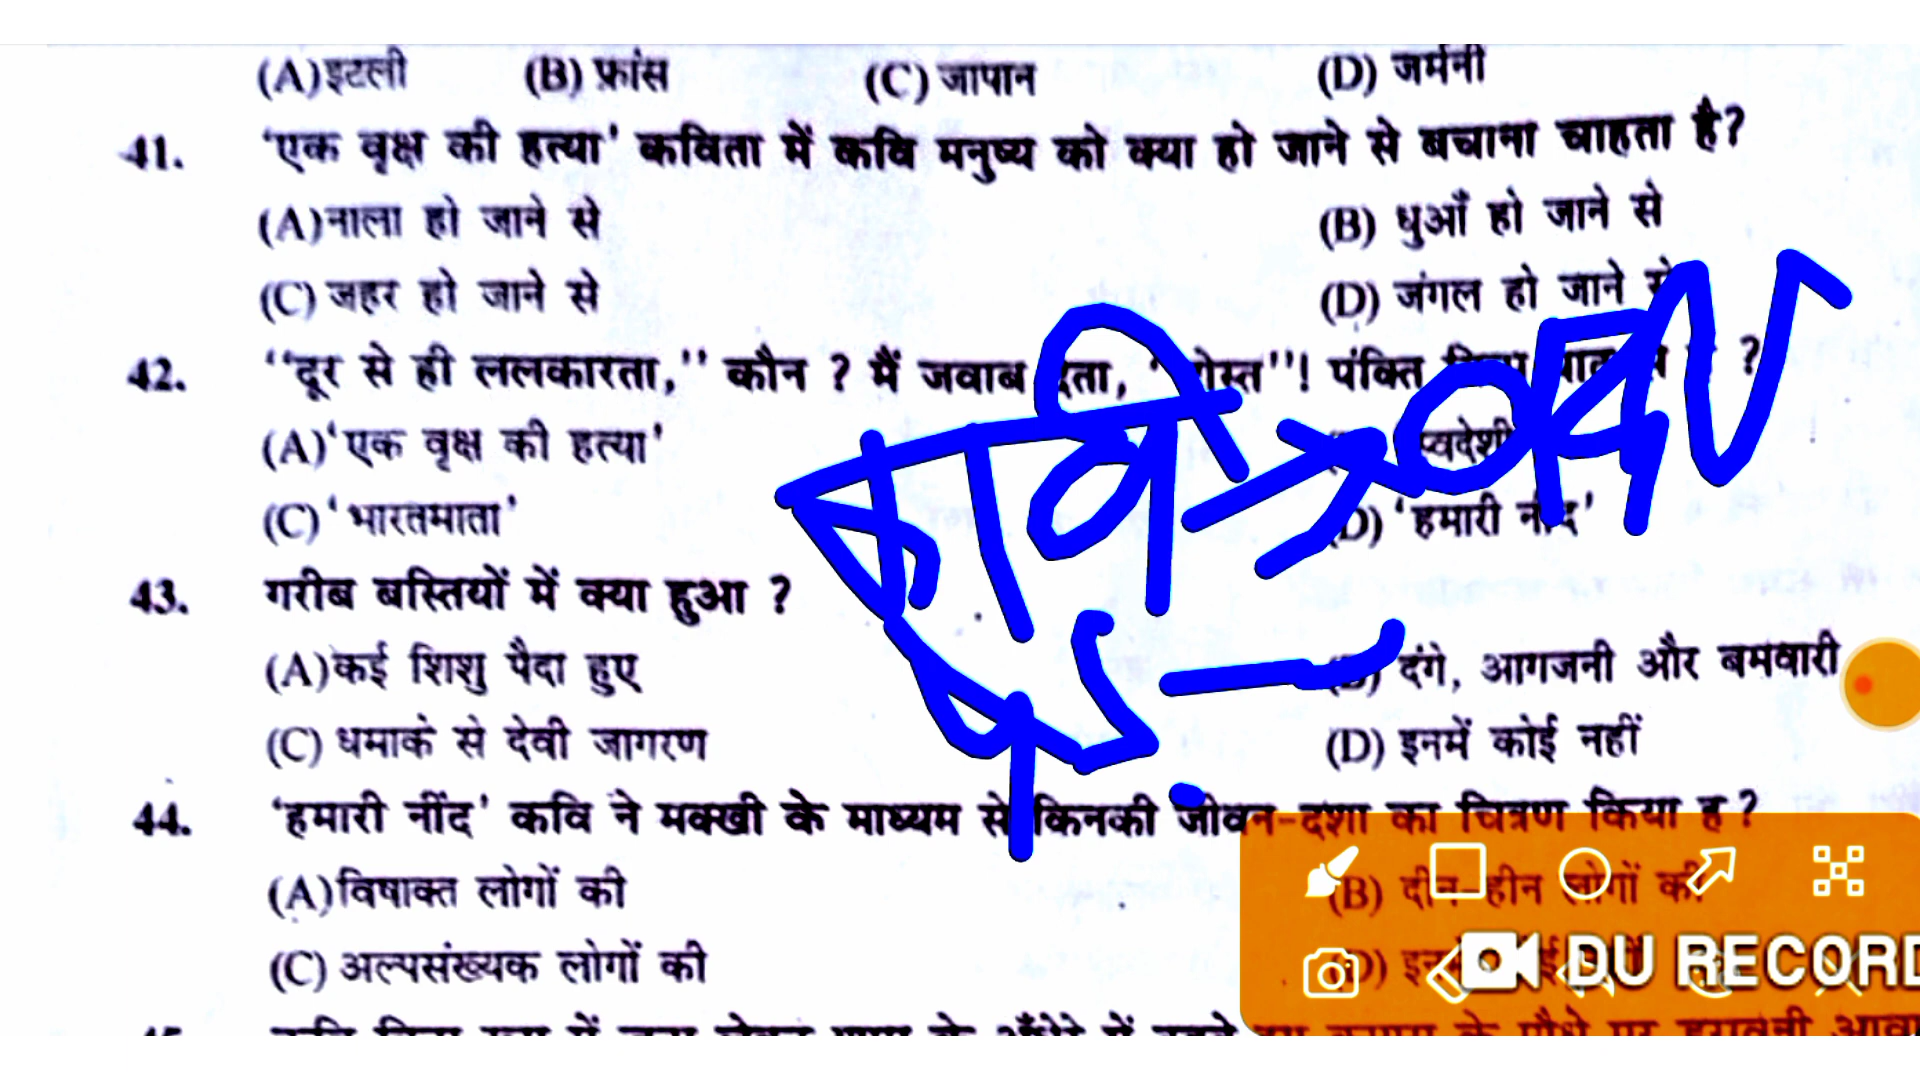 (A) इटली (B) फ्रांस (C) जापान (D) जर्मनी
41. 'एक वृक्ष की हत्या' कविता में कवि मनुष्य को क्या हो जाने से बचाना चाहता है?
(A) नाला हो जाने से (B) धुआँ हो जाने से
(C) जहर हो जाने से (D) जंगल हो जाने से
42. ''दूर से ही ललकारता,'' कौन ? मैं जवाब देता, ''दोस्त''! पंक्ति ?
(A) 'एक वृक्ष की हत्या' स्वदेशी
(C) 'भारतमाता' (D) 'हमारी नींद'
कवि
43. गरीब बस्तियों में क्या हुआ ?
(A) कई शिशु पैदा हुए (B) दंगे, आगजनी और बमवारी
(C) धमाके से देवी जागरण (D) इनमें कोई नहीं
44. 'हमारी नींद' कवि ने मक्खी के माध्यम से किनकी जीवन-दशा का चित्रण किया ह ?
(A) विषाक्त लोगों की (B) दीन-हीन लोगों की
(C) अल्पसंख्यक लोगों की (D)
DU RECORD